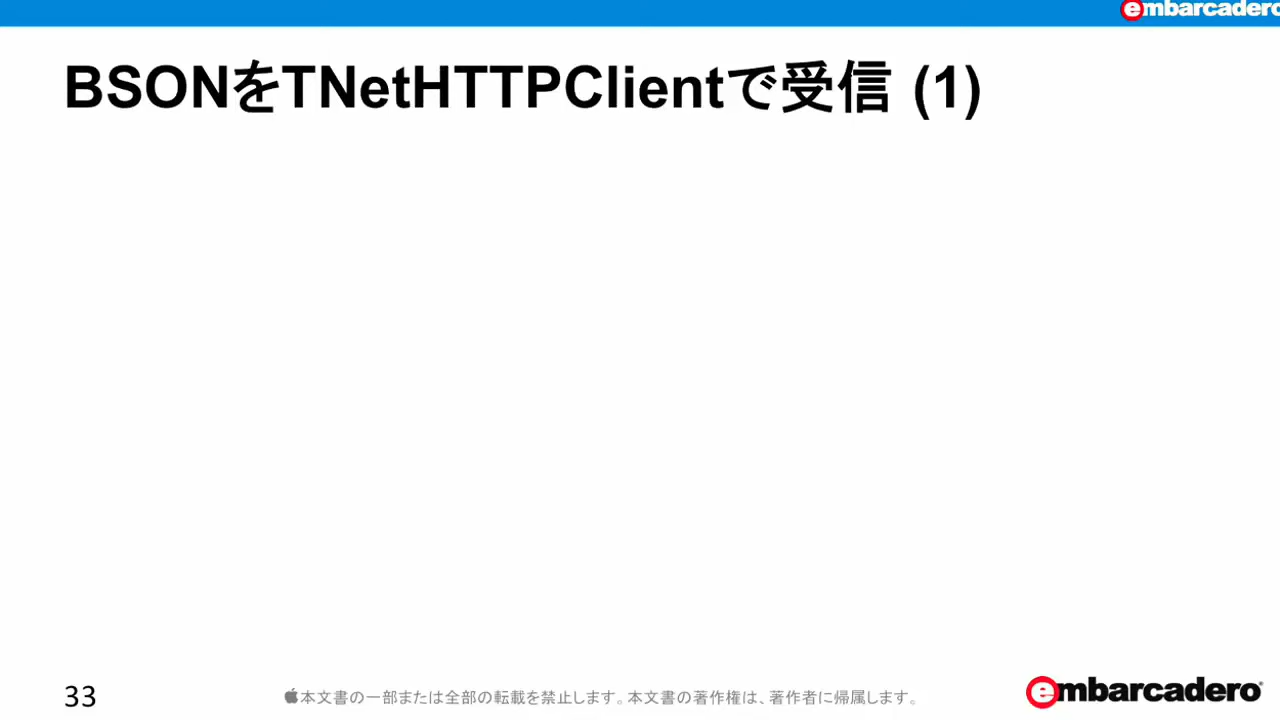 embarcadero
BSONをTNetHTTPClientで受信 (1)
33
本文書の一部または全部の転載を禁止します。本文書の著作権は、著作者に帰属します。
embarcadero